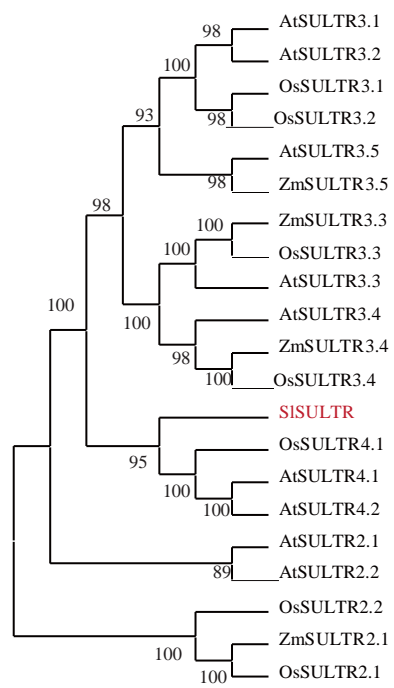 AtSULTR3.1
98
AtSULTR3.2
100
OsSULTR3.1
93
98
OsSULTR3.2
AtSULTR3.5
98
ZmSULTR3.5
98
ZmSULTR3.3
100
100
OsSULTR3.3
AtSULTR3.3
100
100
AtSULTR3.4
ZmSULTR3.4
98
100
OsSULTR3.4
SlSULTR
OsSULTR4.1
95
AtSULTR4.1
100
100
AtSULTR4.2
AtSULTR2.1
89
AtSULTR2.2
OsSULTR2.2
ZmSULTR2.1
100
100
OsSULTR2.1